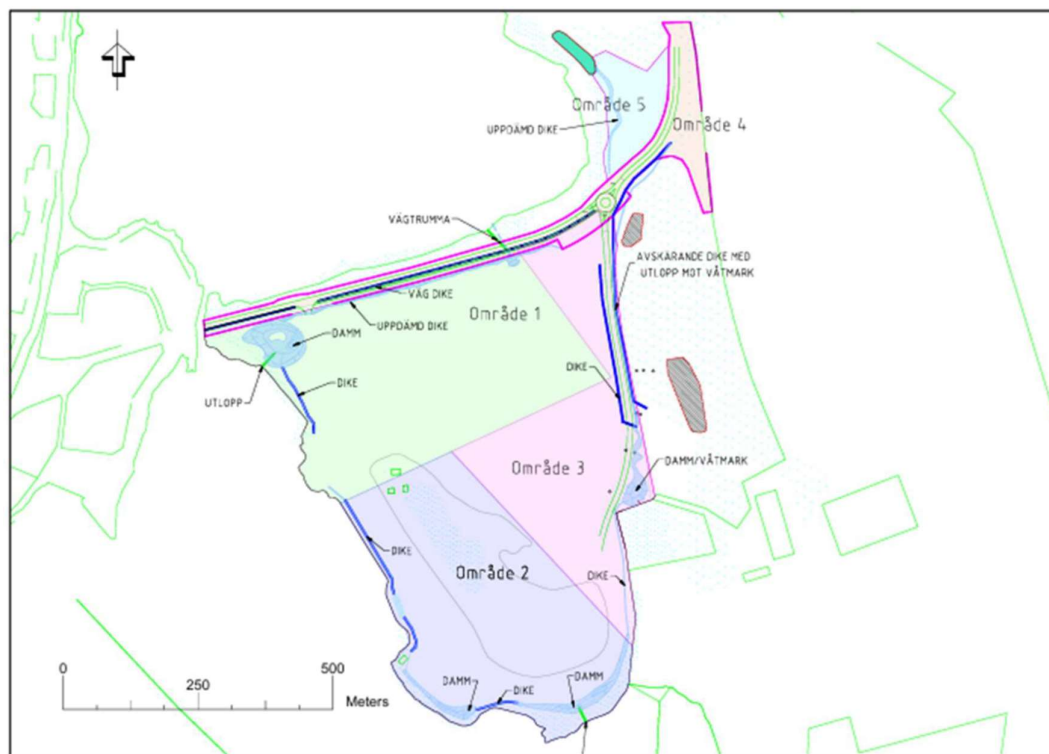 Område 5
UPPDÄMD DIKE
Område 4
VÄGTRUMMA
AVSKÄRANDE DIKE MED
UTLOPP MOT VÅTMARK
VÄG DIKE
UPPDÄMD DIKE
Område 1
DAMM
UTLOPP
DIKE
DIKE
Område 3
DAMM/VÅTMARK
DIKE
Område 2
DIKE
0
500
250
Meters
DAMM
DIKE
DAMM